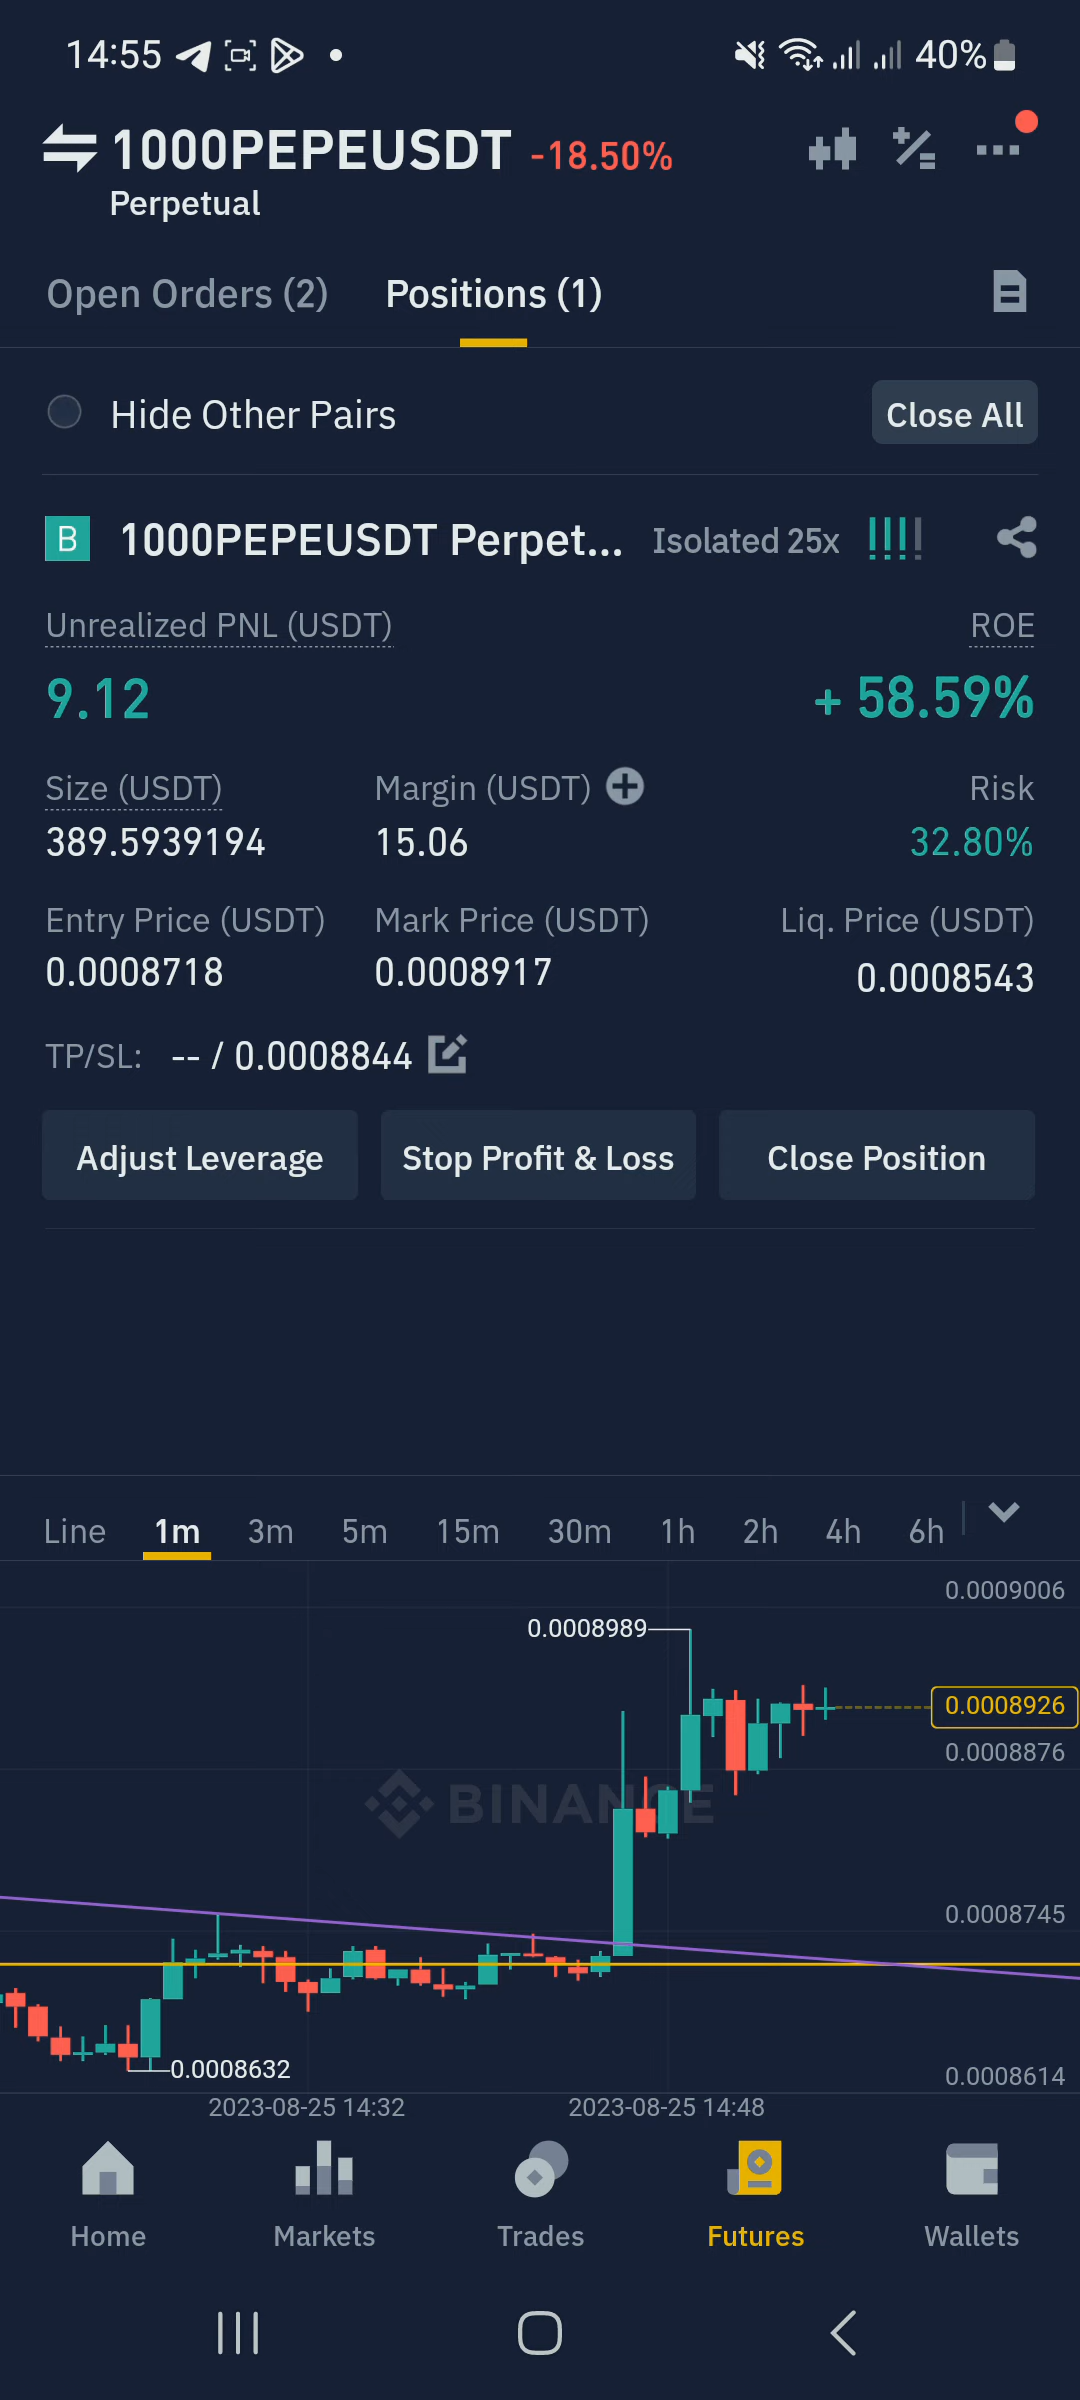 14:55 40%
1000PEPEUSDT -18.50%
Perpetual
Open Orders (2) Positions (1)
Hide Other Pairs Close All
B 1000PEPEUSDT Perpet... Isolated 25x
Unrealized PNL (USDT) ROE
9.12 + 58.59%
Size (USDT) Margin (USDT) Risk
389.5939194 15.06 32.80%
Entry Price (USDT) Mark Price (USDT) Liq. Price (USDT)
0.0008718 0.0008917 0.0008543
TP/SL: -- / 0.0008844
Adjust Leverage Stop Profit & Loss Close Position
Line 1m 3m 5m 15m 30m 1h 2h 4h 6h
0.0009006
0.0008989
0.0008926
0.0008876
BINANCE
0.0008745
0.0008632
0.0008614
2023-08-25 14:32 2023-08-25 14:48
Home Markets Trades Futures Wallets